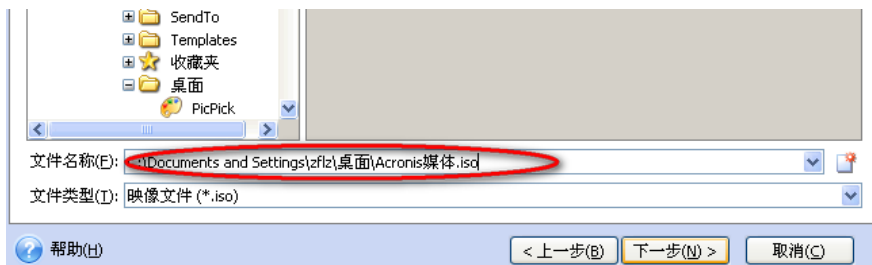 SendTo
Templates
收藏夹
桌面
PicPick
文件名称(F): :\Documents and Settings\zflz\桌面\Acronis媒体.iso
文件类型(T): 映像文件 (*.iso)
帮助(H) < 上一步(B) 下一步(N) > 取消(C)